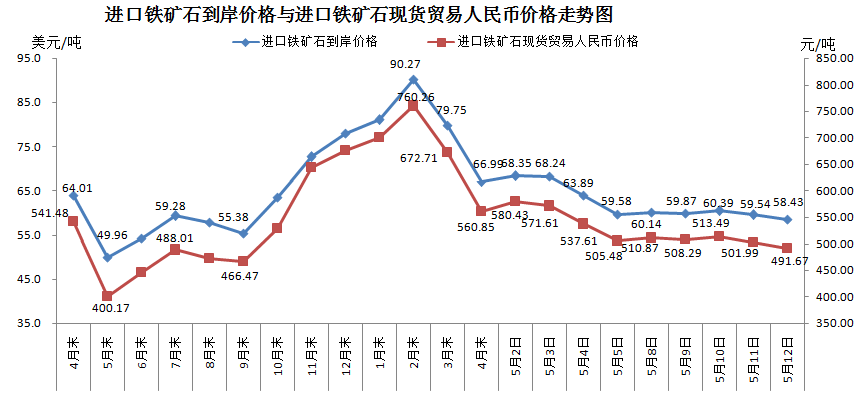 进口铁矿石到岸价格与进口铁矿石现货贸易人民币价格走势图
美元/吨
元/吨
进口铁矿石到岸价格 进口铁矿石现货贸易人民币价格
95.0
85.0
75.0
65.0
55.0
45.0
35.0
850.00
800.00
750.00
700.00
650.00
600.00
550.00
500.00
450.00
400.00
350.00
64.01
49.96
59.28
55.38
90.27
79.75
66.99
68.35
68.24
63.89
59.58
60.14
59.87
60.39
59.54
58.43
541.48
400.17
488.01
466.47
760.26
672.71
560.85
580.43
571.61
537.61
505.48
510.87
508.29
513.49
501.99
491.67
4月末
5月末
6月末
7月末
8月末
9月末
10月末
11月末
12月末
1月末
2月末
3月末
4月末
5月2日
5月3日
5月4日
5月5日
5月8日
5月9日
5月10日
5月11日
5月12日